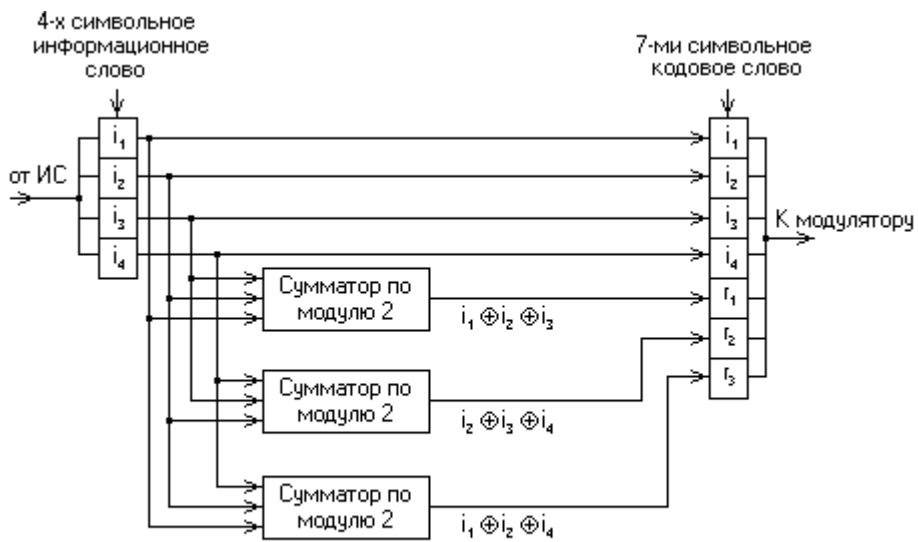 4-х символьное
информационное
слово
7-ми символьное
кодовое слово
от ИС
i₁
i₂
i₃
i₄
i₁
i₂
i₃
i₄
r₁
r₂
r₃
К модулятору
Сумматор по
модулю 2
i₁ ⊕i₂ ⊕i₃
Сумматор по
модулю 2
i₂ ⊕i₃ ⊕i₄
Сумматор по
модулю 2
i₁ ⊕i₂ ⊕i₄